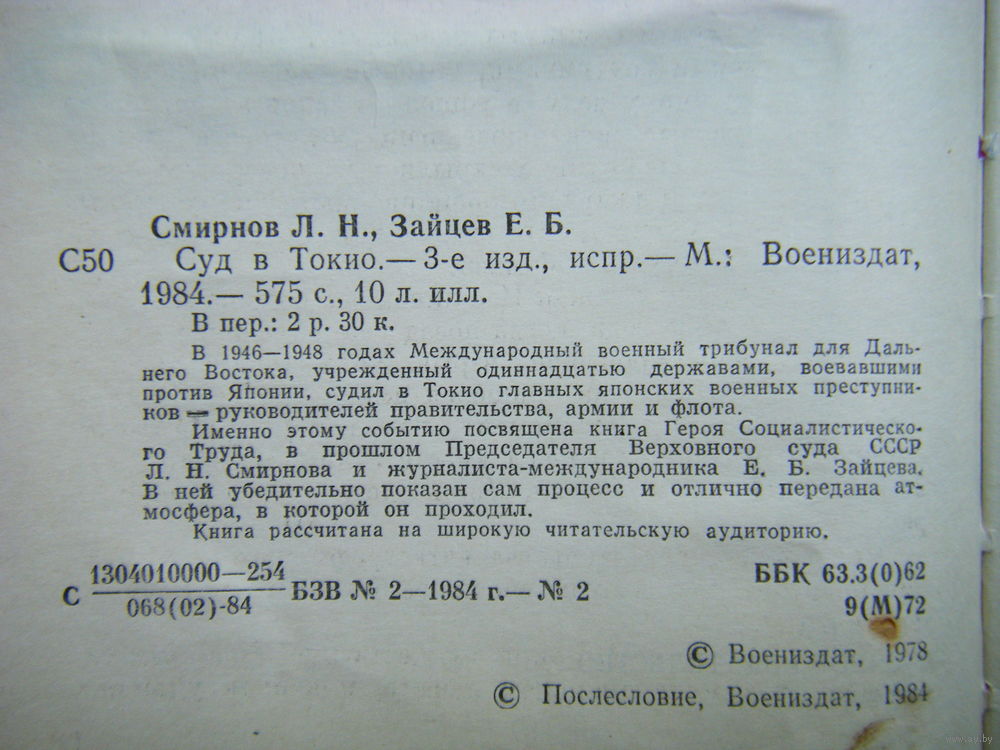 Смирнов Л. Н., Зайцев Е. Б.
С50 Суд в Токио.— 3-е изд., испр.— М.: Воениздат,
1984.— 575 с., 10 л. илл.
В пер.: 2 р. 30 к.
В 1946—1948 годах Международный военный трибунал для Даль-
него Востока, учрежденный одиннадцатью державами, воевавшими
против Японии, судил в Токио главных японских военных преступни-
ков — руководителей правительства, армии и флота.
Именно этому событию посвящена книга Героя Социалистическо-
го Труда, в прошлом Председателя Верховного суда СССР
Л. Н. Смирнова и журналиста-международника Е. Б. Зайцева.
В ней убедительно показан сам процесс и отлично передана ат-
мосфера, в которой он проходил.
Книга рассчитана на широкую читательскую аудиторию.
С 1304010000—254
068(02)-84
БЗВ № 2—1984 г.— № 2
ББК 63.3(0)62
9(М)72
© Воениздат, 1978
© Послесловие, Воениздат, 1984
www.ay.by